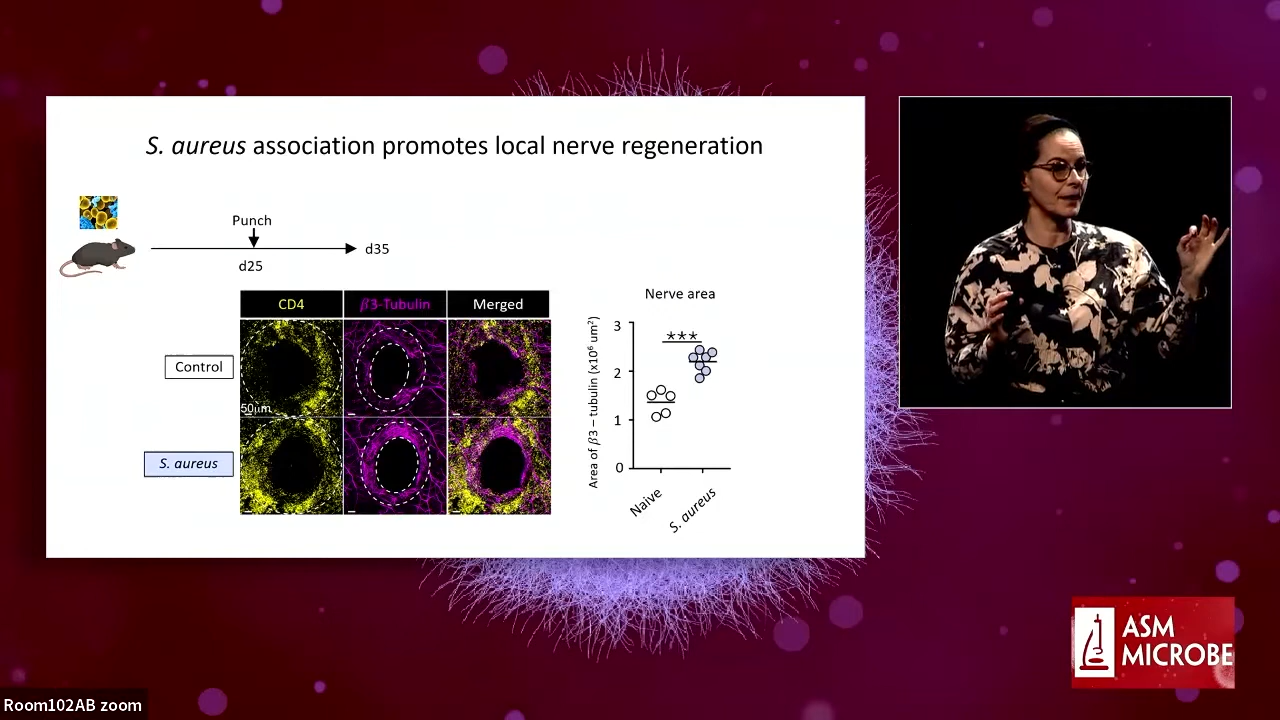 S. aureus association promotes local nerve regeneration
Punch
d25
d35
CD4
β3-Tubulin
Merged
Control
50μm
S. aureus
Nerve area
***
Area of β3 – tubulin (x10⁶ um²)
3
2
1
0
Naive
S. aureus
ASM
MICROBE
Room102AB zoom